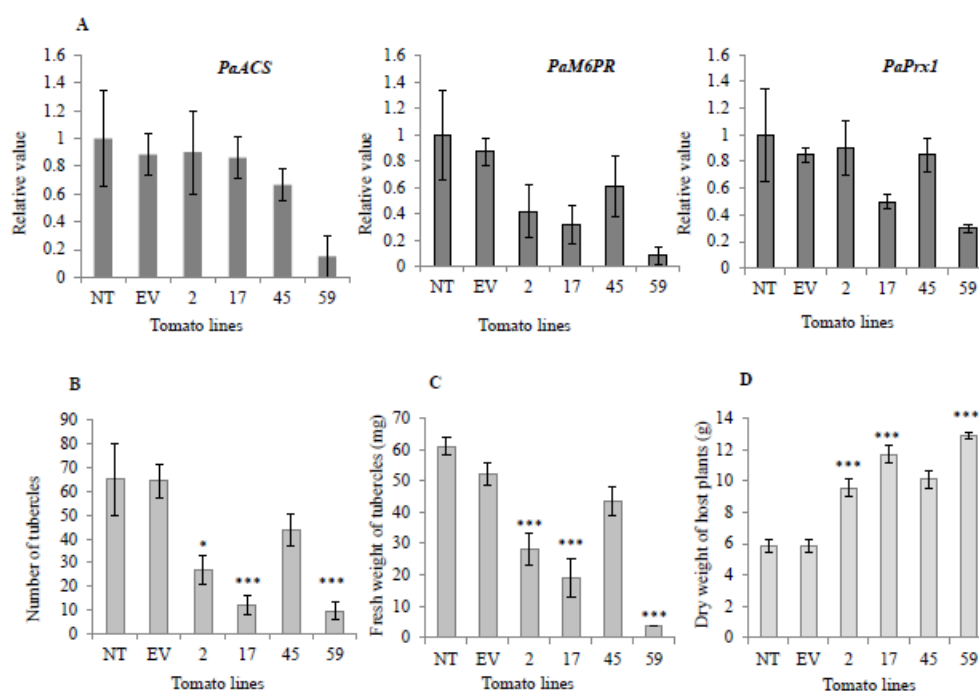 A
PaACS
Relative value
1.6
1.4
1.2
1
0.8
0.6
0.4
0.2
0
NT EV 2 17 45 59
Tomato lines
PaM6PR
Relative value
1.6
1.4
1.2
1
0.8
0.6
0.4
0.2
0
NT EV 2 17 45 59
Tomato lines
PaPrx1
Relative value
1.6
1.4
1.2
1
0.8
0.6
0.4
0.2
0
NT EV 2 17 45 59
Tomato lines
B
Number of tubercles
90
80
70
60
50
40
30
20
10
0
* *** ***
NT EV 2 17 45 59
Tomato lines
C
Fresh weight of tubercles (mg)
70
60
50
40
30
20
10
0
*** *** ***
NT EV 2 17 45 59
Tomato lines
D
Dry weight of host plants (g)
14
12
10
8
6
4
2
0
*** *** ***
NT EV 2 17 45 59
Tomato lines